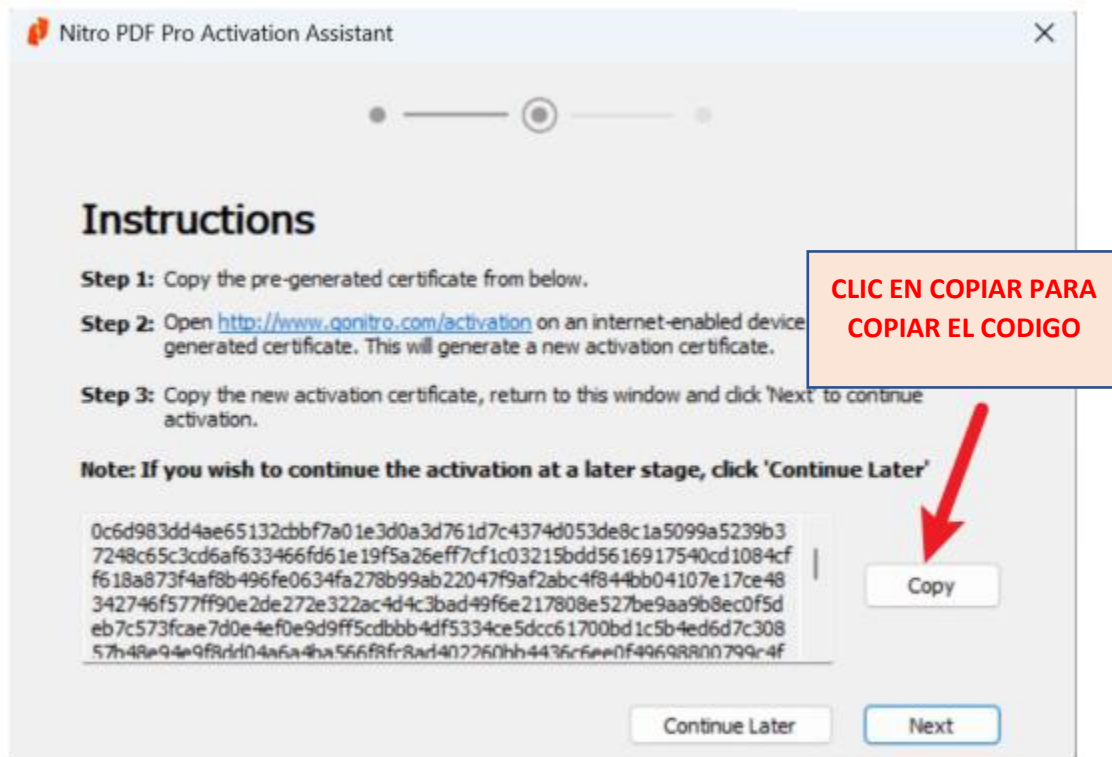 Nitro PDF Pro Activation Assistant
Instructions
Step 1: Copy the pre-generated certificate from below.
CLIC EN COPIAR PARA
COPIAR EL CODIGO
Step 2: Open http://www.gonitro.com/activation on an internet-enabled device
generated certificate. This will generate a new activation certificate.
Step 3: Copy the new activation certificate, return to this window and click 'Next' to continue
activation.
Note: If you wish to continue the activation at a later stage, click 'Continue Later'
0c6d983dd4ae65132cbbf7a01e3d0a3d761d7c4374d053de8c1a5099a5239b3
7248c65c3cd6af633466fd61e19f5a26eff7cf1c03215bdd5616917540cd1084cf
f618a873f4af8b496fe0634fa278b99ab22047f9af2abc4f844bb04107e17ce48
342746f577ff90e2de272e322ac4d4c3bad49f6e217808e527be9aa9b8ec0f5d
eb7c573fcae7d0e4ef0e9d9ff5cdbbb4df5334ce5dcc61700bd1c5b4ed6d7c308
57b48e94e9f8dd04a6a4ba566f8fc8ad402260bb4436c6ee0f49698800799c4f
Copy
Continue Later
Next